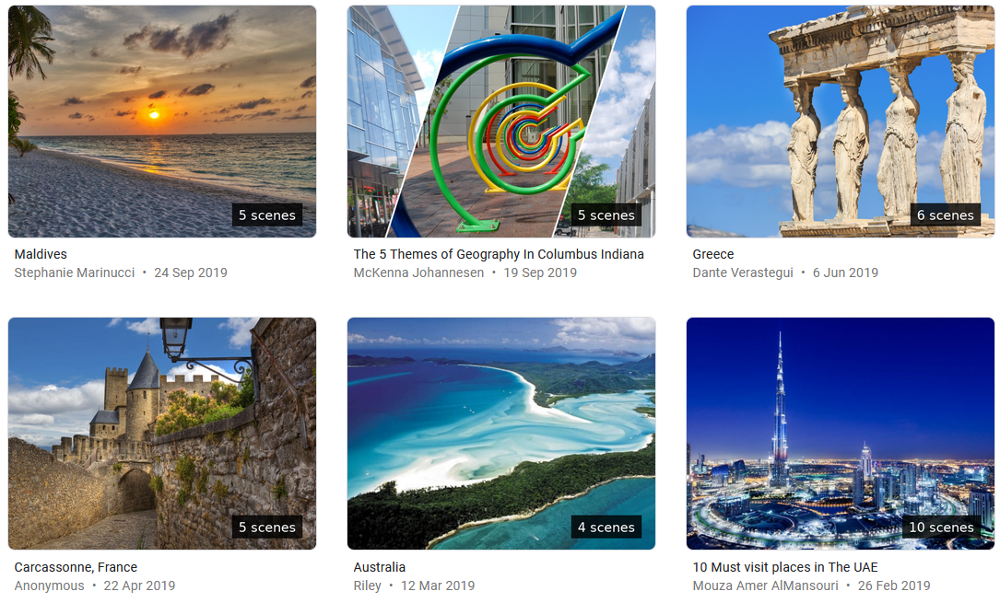 5 scenes
5 scenes
6 scenes
Maldives
The 5 Themes of Geography In Columbus Indiana
Greece
Stephanie Marinucci • 24 Sep 2019
McKenna Johannesen • 19 Sep 2019
Dante Verastegui • 6 Jun 2019
5 scenes
4 scenes
10 scenes
Carcassonne, France
Australia
10 Must visit places in The UAE
Anonymous • 22 Apr 2019
Riley • 12 Mar 2019
Mouza Amer AlMansouri • 26 Feb 2019